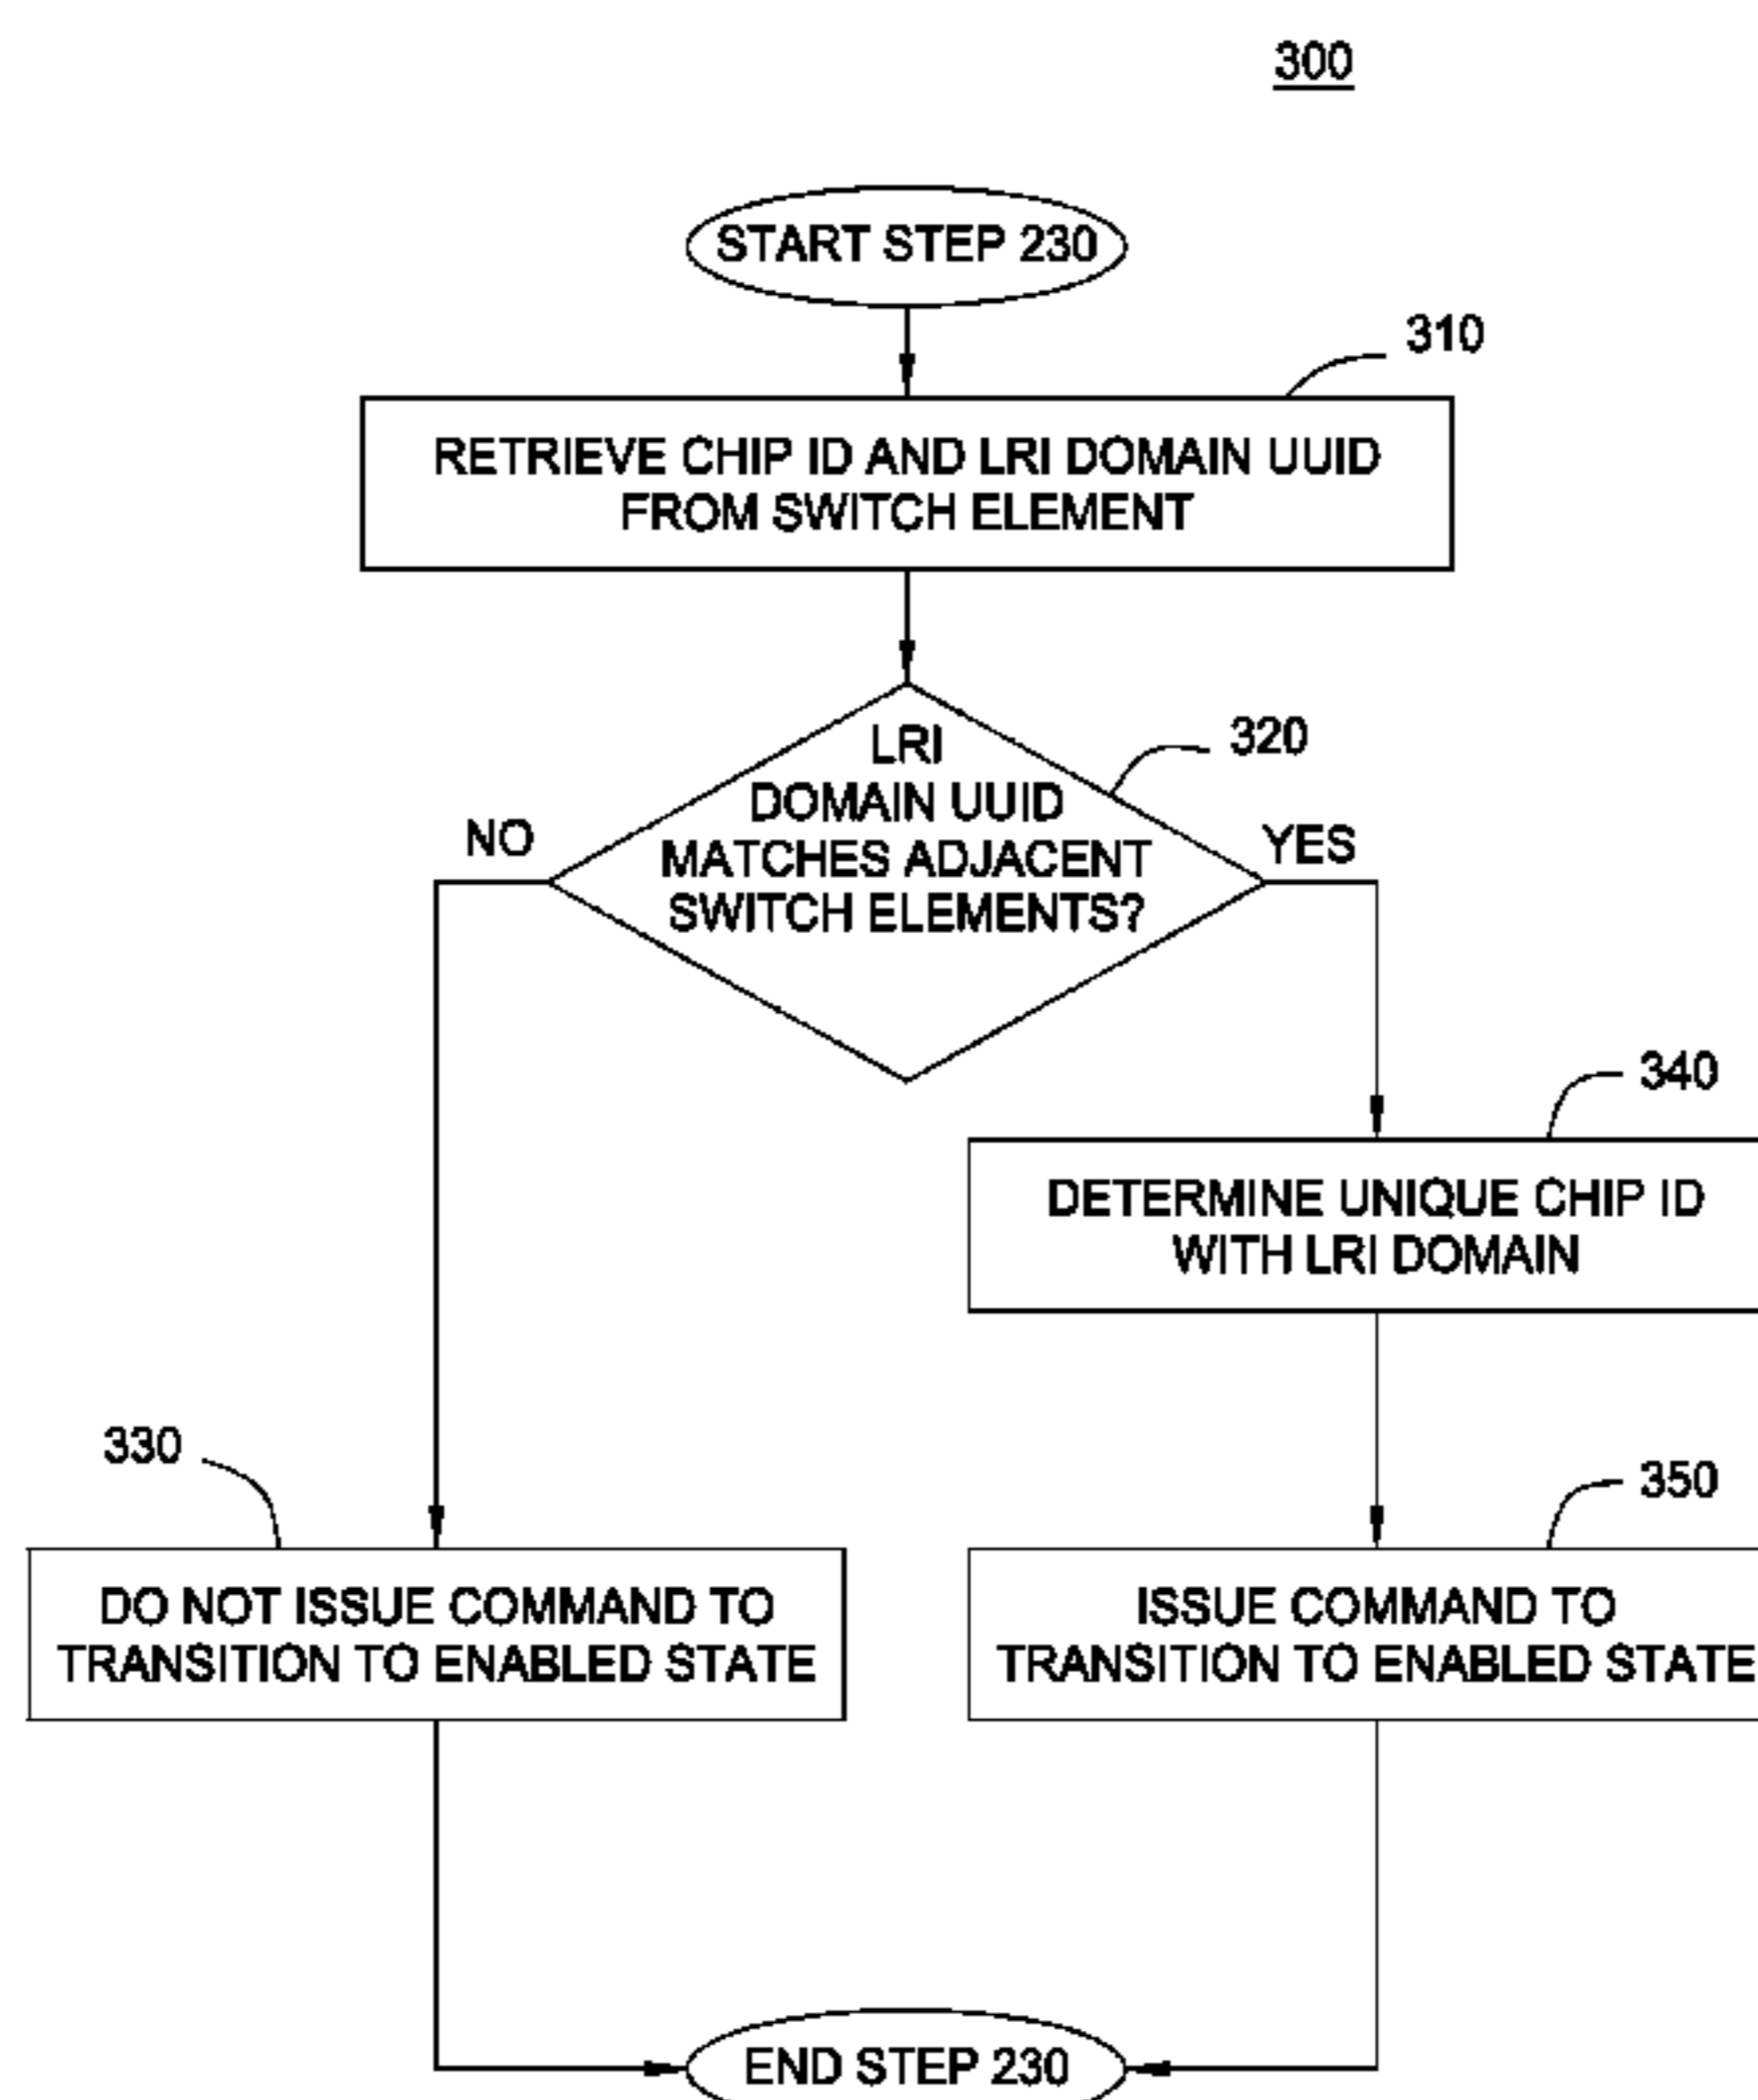 300
START STEP 230
310
RETRIEVE CHIP ID AND LRI DOMAIN UUID
FROM SWITCH ELEMENT
320
LRI
DOMAIN UUID
MATCHES ADJACENT
SWITCH ELEMENTS?
NO
YES
340
DETERMINE UNIQUE CHIP ID
WITH LRI DOMAIN
330
DO NOT ISSUE COMMAND TO
TRANSITION TO ENABLED STATE
350
ISSUE COMMAND TO
TRANSITION TO ENABLED STATE
END STEP 230